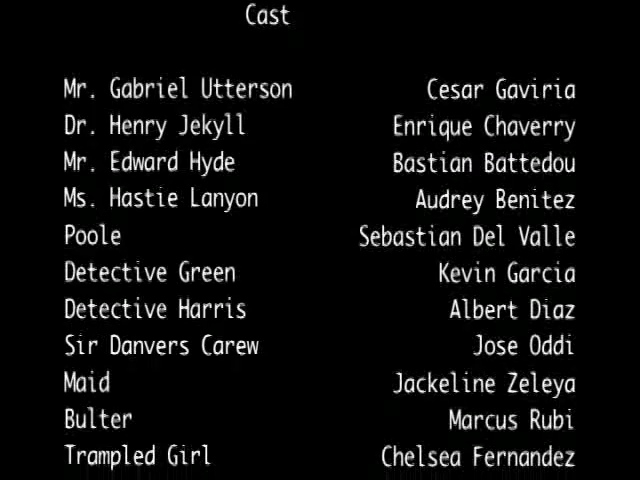 Cast
Mr. Gabriel Utterson Cesar Gaviria
Dr. Henry Jekyll Enrique Chaverry
Mr. Edward Hyde Bastian Battedou
Ms. Hastie Lanyon Audrey Benitez
Poole Sebastian Del Valle
Detective Green Kevin Garcia
Detective Harris Albert Diaz
Sir Danvers Carew Jose Oddi
Maid Jackeline Zeleya
Bulter Marcus Rubi
Trampled Girl Chelsea Fernandez